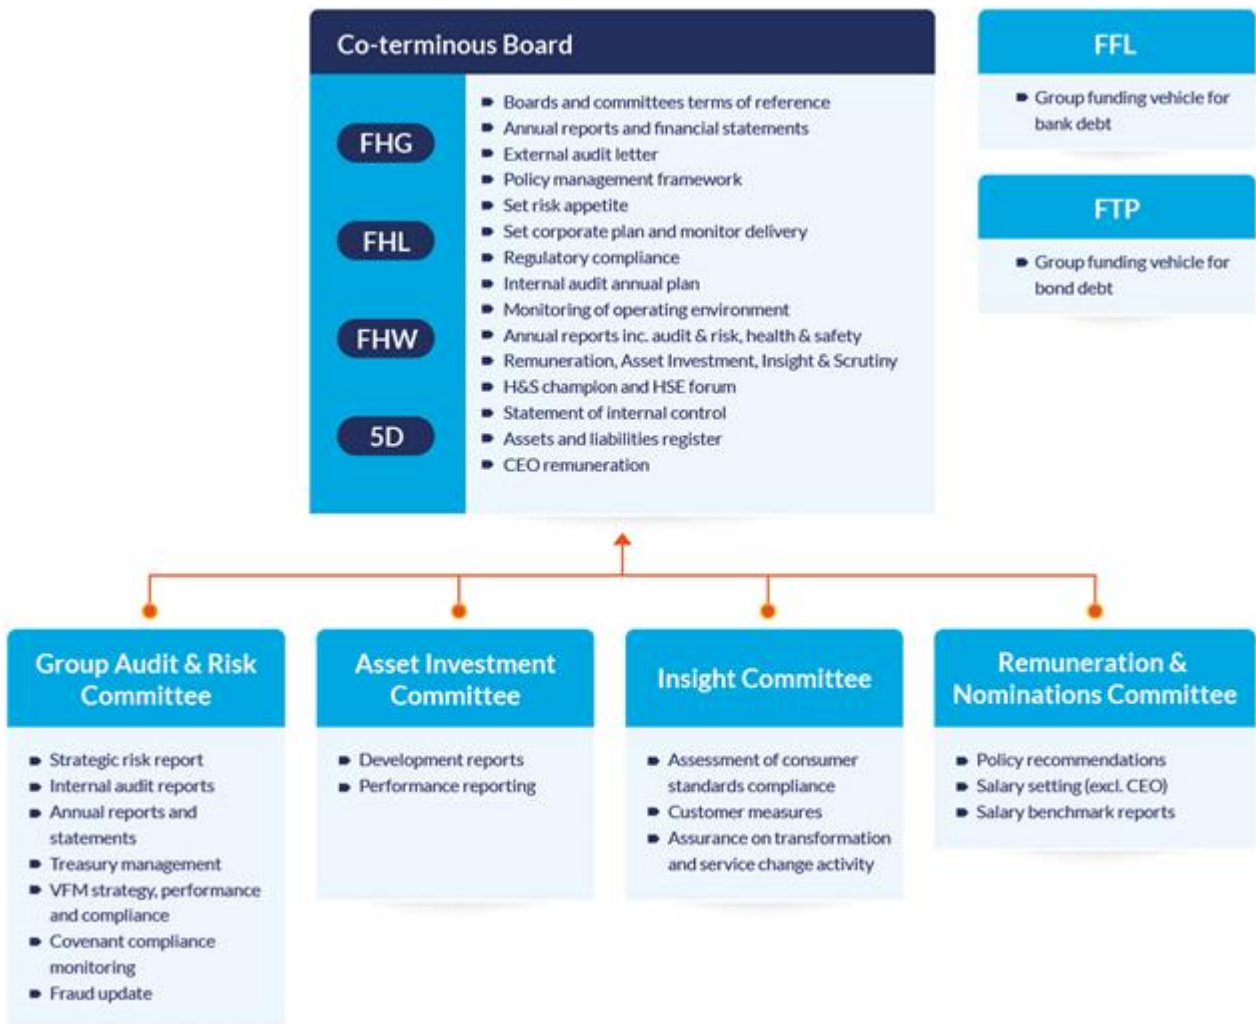 Co-terminous Board
FHG
FHL
FHW
5D
Boards and committees terms of reference
Annual reports and financial statements
External audit letter
Policy management framework
Set risk appetite
Set corporate plan and monitor delivery
Regulatory compliance
Internal audit annual plan
Monitoring of operating environment
Annual reports inc. audit & risk, health & safety
Remuneration, Asset Investment, Insight & Scrutiny
H&S champion and HSE forum
Statement of internal control
Assets and liabilities register
CEO remuneration
FFL
Group funding vehicle for
bank debt
FTP
Group funding vehicle for
bond debt
Group Audit & Risk
Committee
Strategic risk report
Internal audit reports
Annual reports and
statements
Treasury management
VFM strategy, performance
and compliance
Covenant compliance
monitoring
Fraud update
Asset Investment
Committee
Development reports
Performance reporting
Insight Committee
Assessment of consumer
standards compliance
Customer measures
Assurance on transformation
and service change activity
Remuneration &
Nominations Committee
Policy recommendations
Salary setting (excl. CEO)
Salary benchmark reports